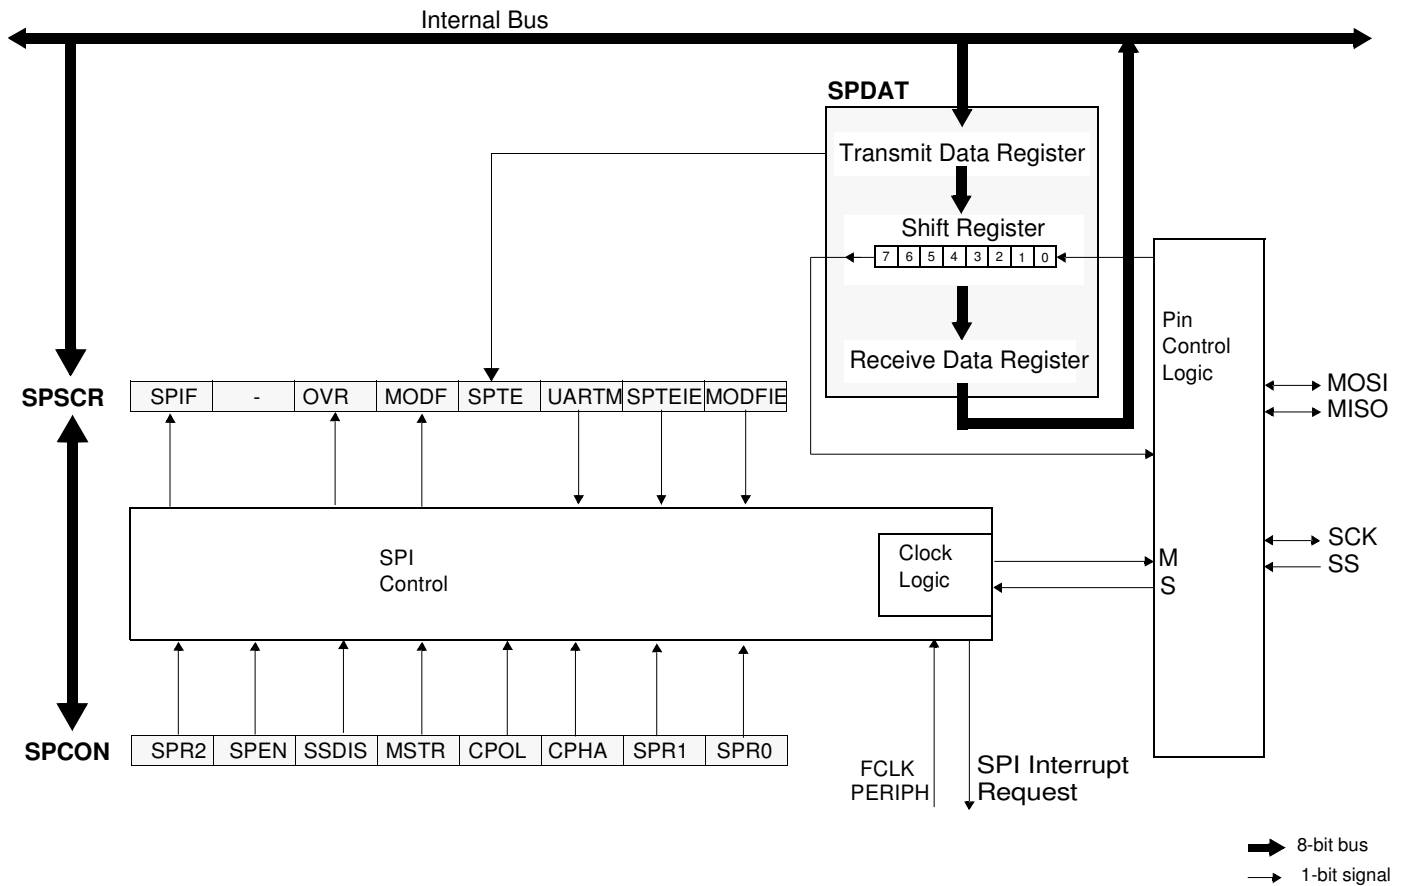 Internal Bus
SPDAT
Transmit Data Register
Shift Register
7 6 5 4 3 2 1 0
Receive Data Register
Pin
Control
Logic
MOSI
MISO
SPSCR SPIF - OVR MODF SPTE UARTM SPTEIE MODFIE
SPI
Control
Clock
Logic
M
S
SCK
SS
SPCON SPR2 SPEN SSDIS MSTR CPOL CPHA SPR1 SPR0
FCLK
PERIPH
SPI Interrupt
Request
8-bit bus
1-bit signal